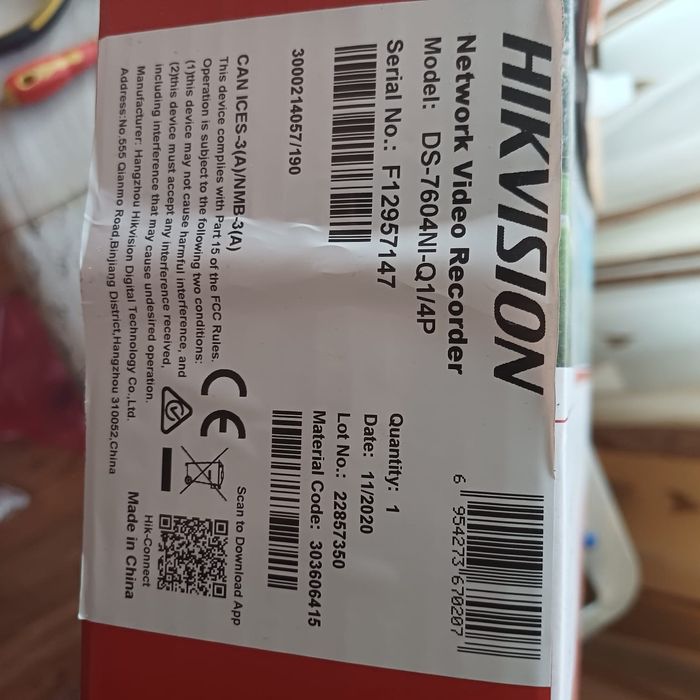 HIKVISION
Network Video Recorder
Model: DS-7604NI-Q1/4P
Serial No.: F12957147
3000214057/190
6 954273 670207
Quantity: 1
Date: 11/2020
Lot No.: 22857350
Material Code: 303606415
CAN ICES-3(A)/NMB-3(A)
This device complies with Part 15 of the FCC Rules.
Operation is subject to the following two conditions:
(1)this device may not cause harmful interference, and
(2)this device must accept any interference received,
including interference that may cause undesired operation.
Manufacturer: Hangzhou Hikvision Digital Technology Co.,Ltd.
Address:No.555 Qianmo Road,Binjiang District,Hangzhou 310052,China
CE
Scan to Download App
Hik-Connect
Made in China